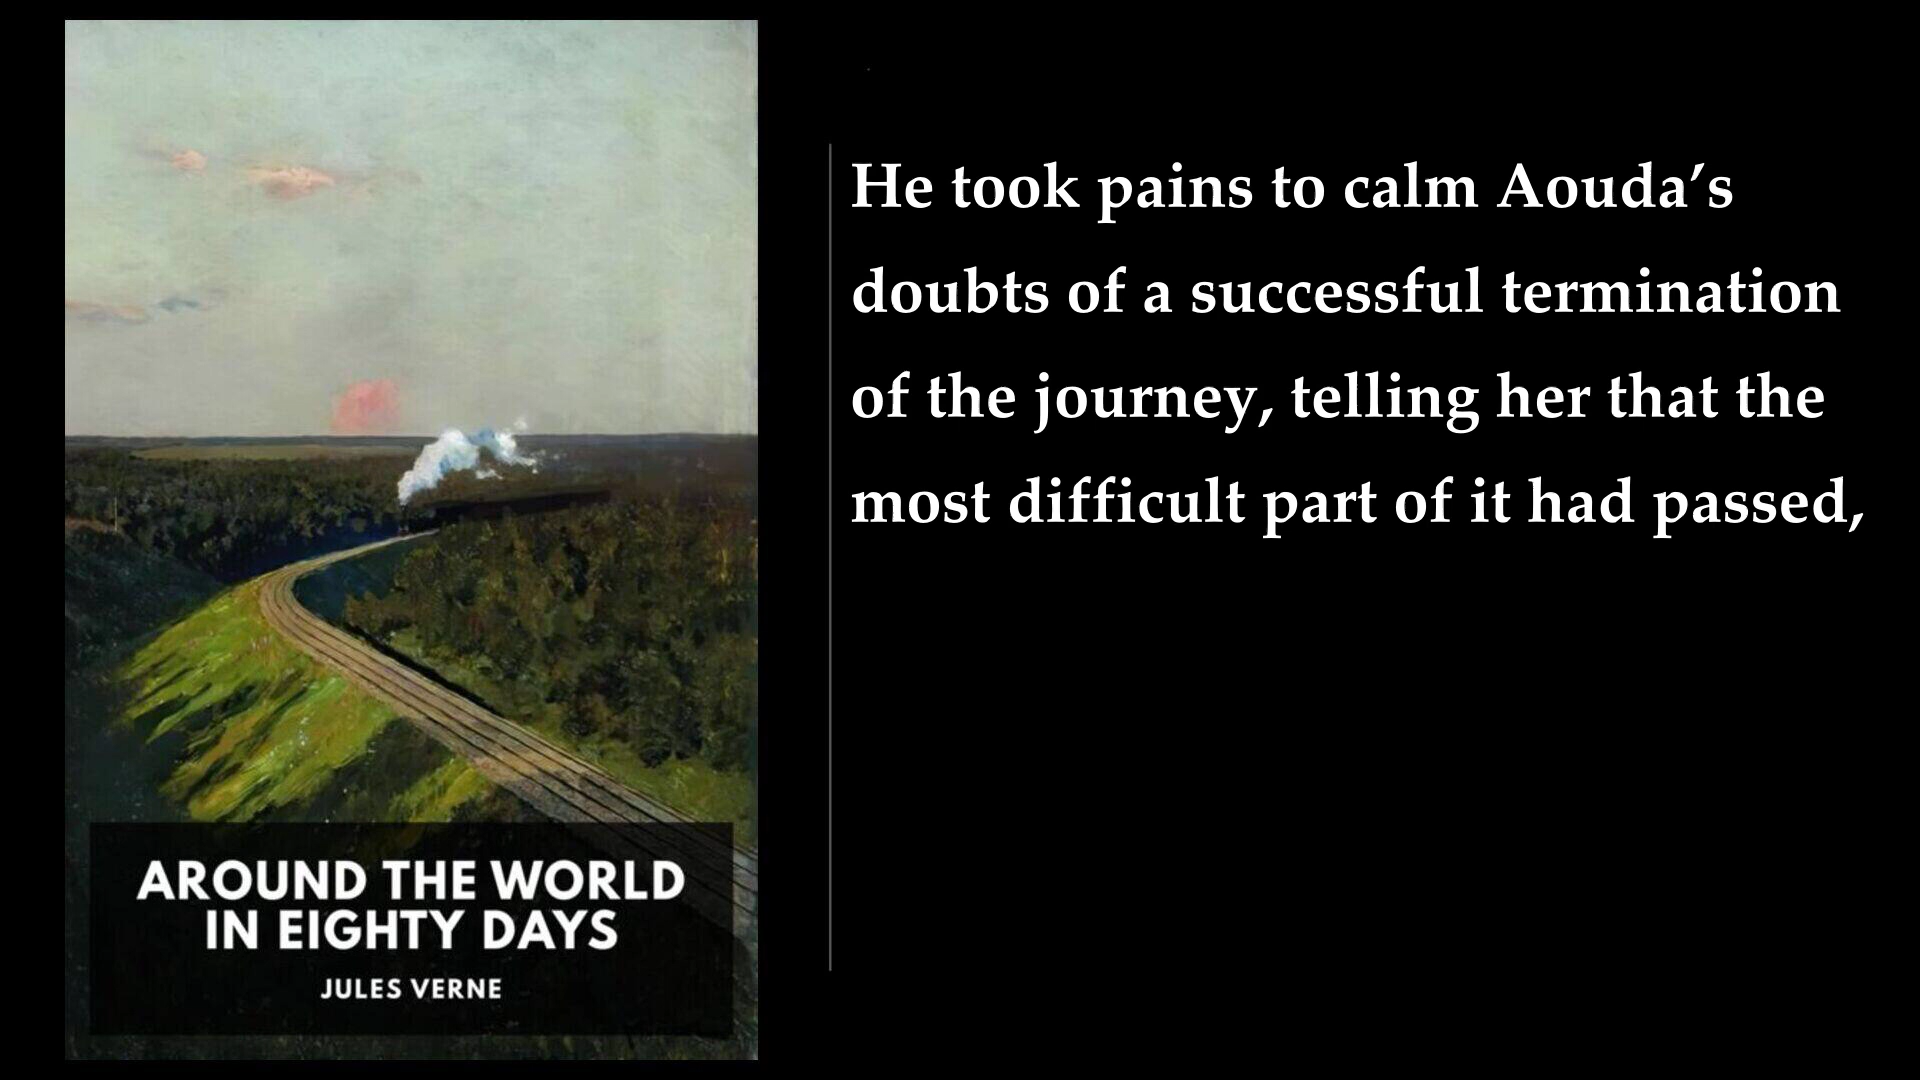 He took pains to calm Aouda’s
doubts of a successful termination
of the journey, telling her that the
most difficult part of it had passed,
AROUND THE WORLD
IN EIGHTY DAYS
JULES VERNE